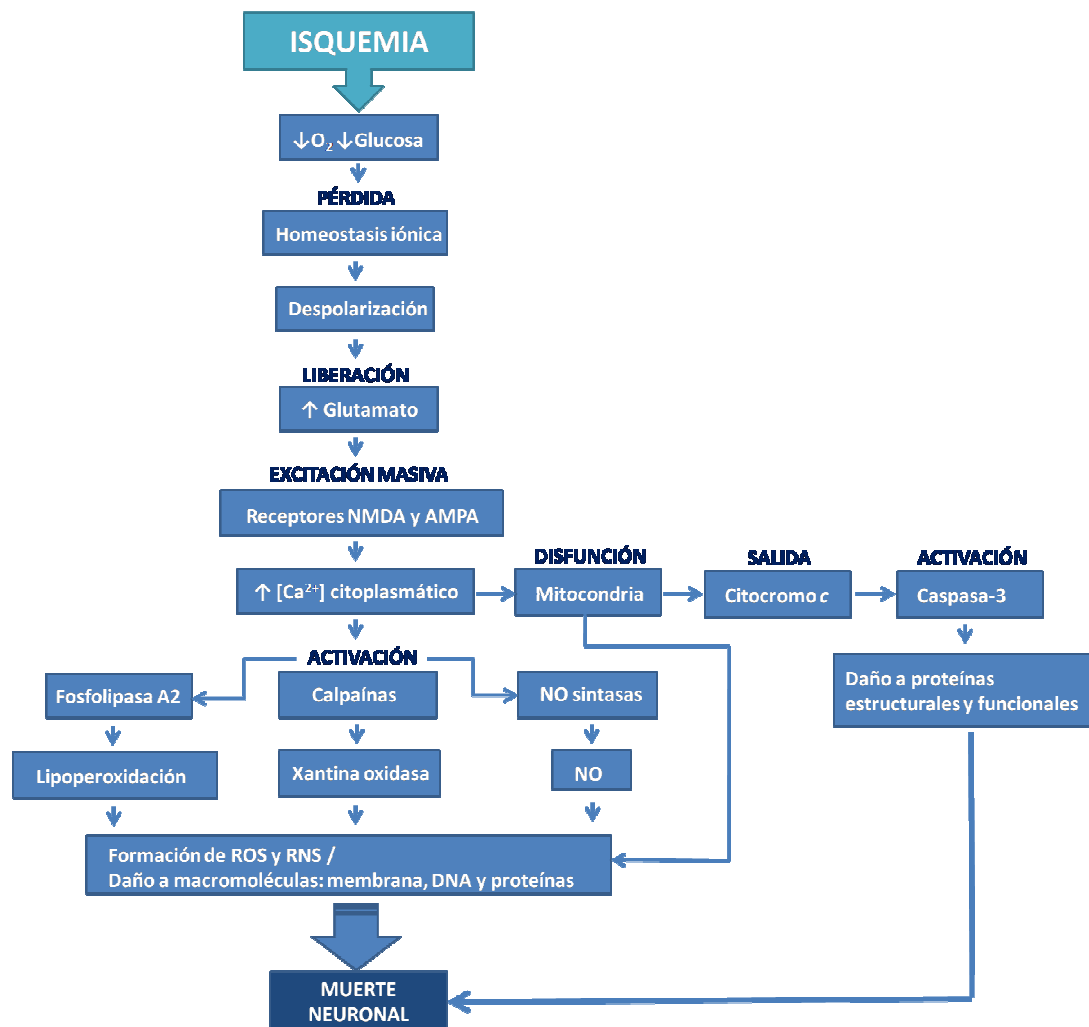 ISQUEMIA
↓O₂ ↓Glucosa
PÉRDIDA
Homeostasis iónica
Despolarización
LIBERACIÓN
↑ Glutamato
EXCITACIÓN MASIVA
Receptores NMDA y AMPA
↑ [Ca²⁺] citoplasmático
DISFUNCIÓN
Mitocondria
SALIDA
Citocromo c
ACTIVACIÓN
Caspasa-3
Daño a proteínas
estructurales y funcionales
ACTIVACIÓN
Fosfolipasa A2
Calpaínas
NO sintasas
Lipoperoxidación
Xantina oxidasa
NO
Formación de ROS y RNS /
Daño a macromoléculas: membrana, DNA y proteínas
MUERTE
NEURONAL